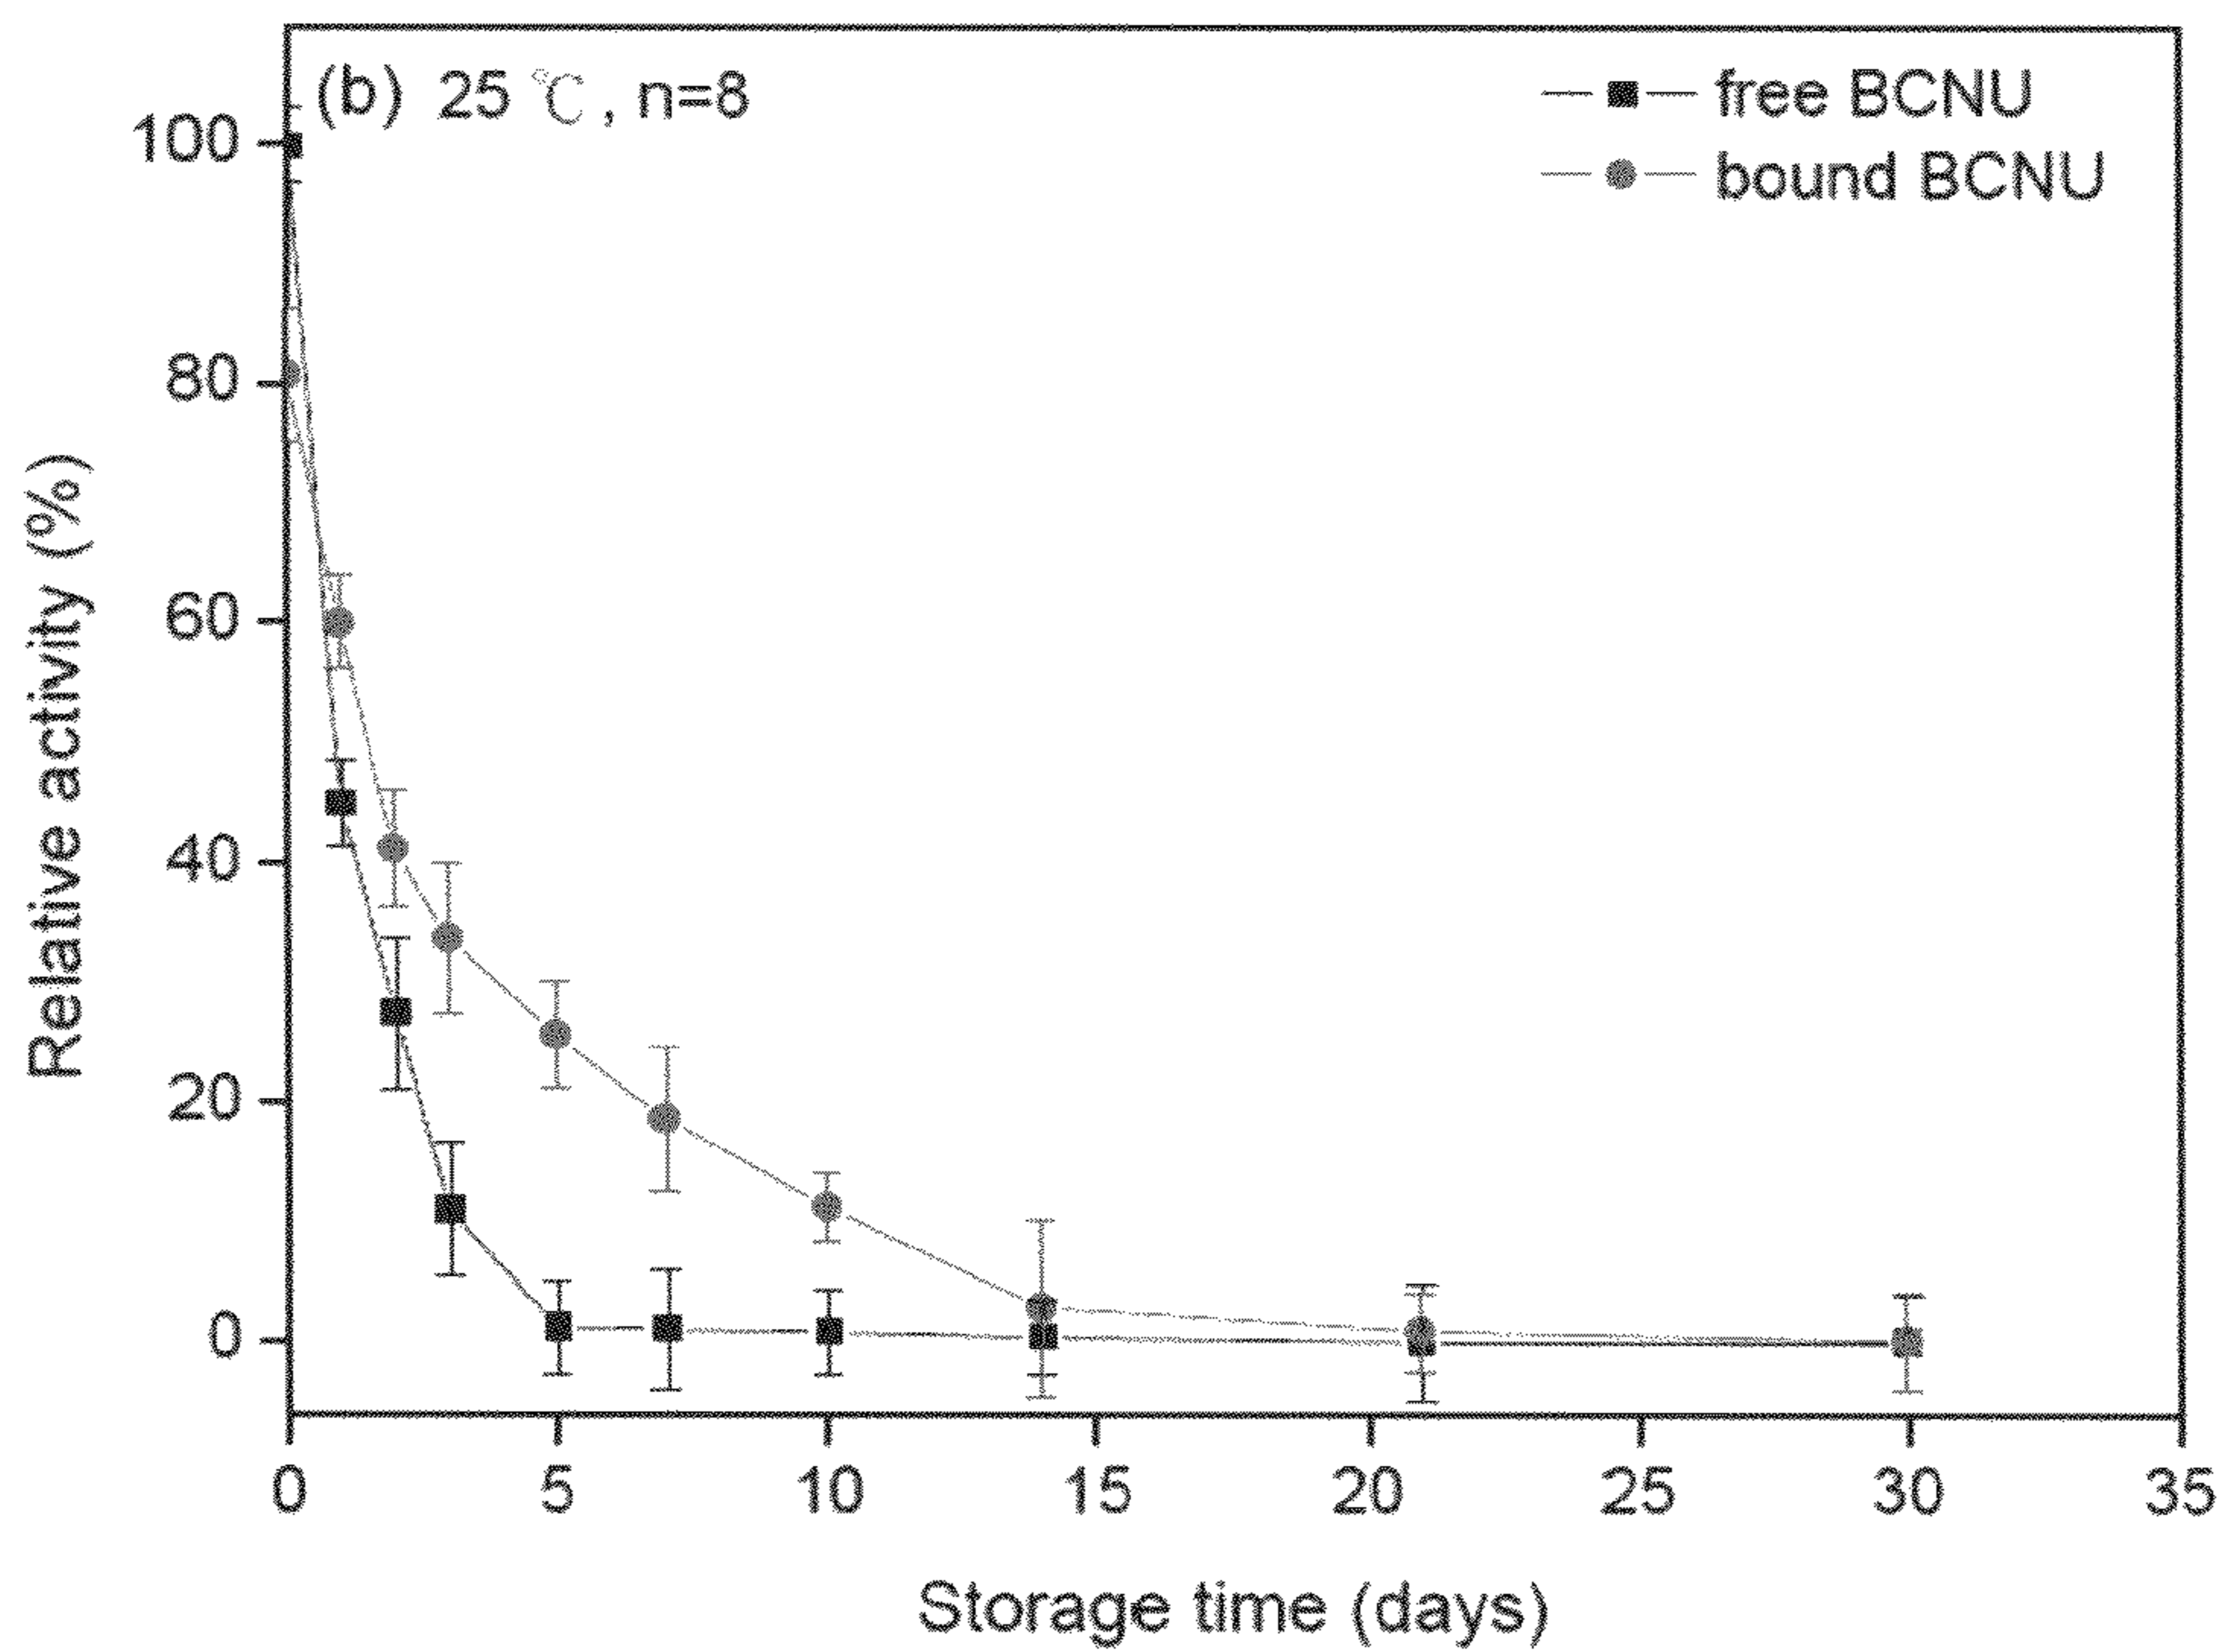 (b) 25 ℃, n=8
free BCNU
bound BCNU
Relative activity (%)
100
80
60
40
20
0
0 5 10 15 20 25 30 35
Storage time (days)